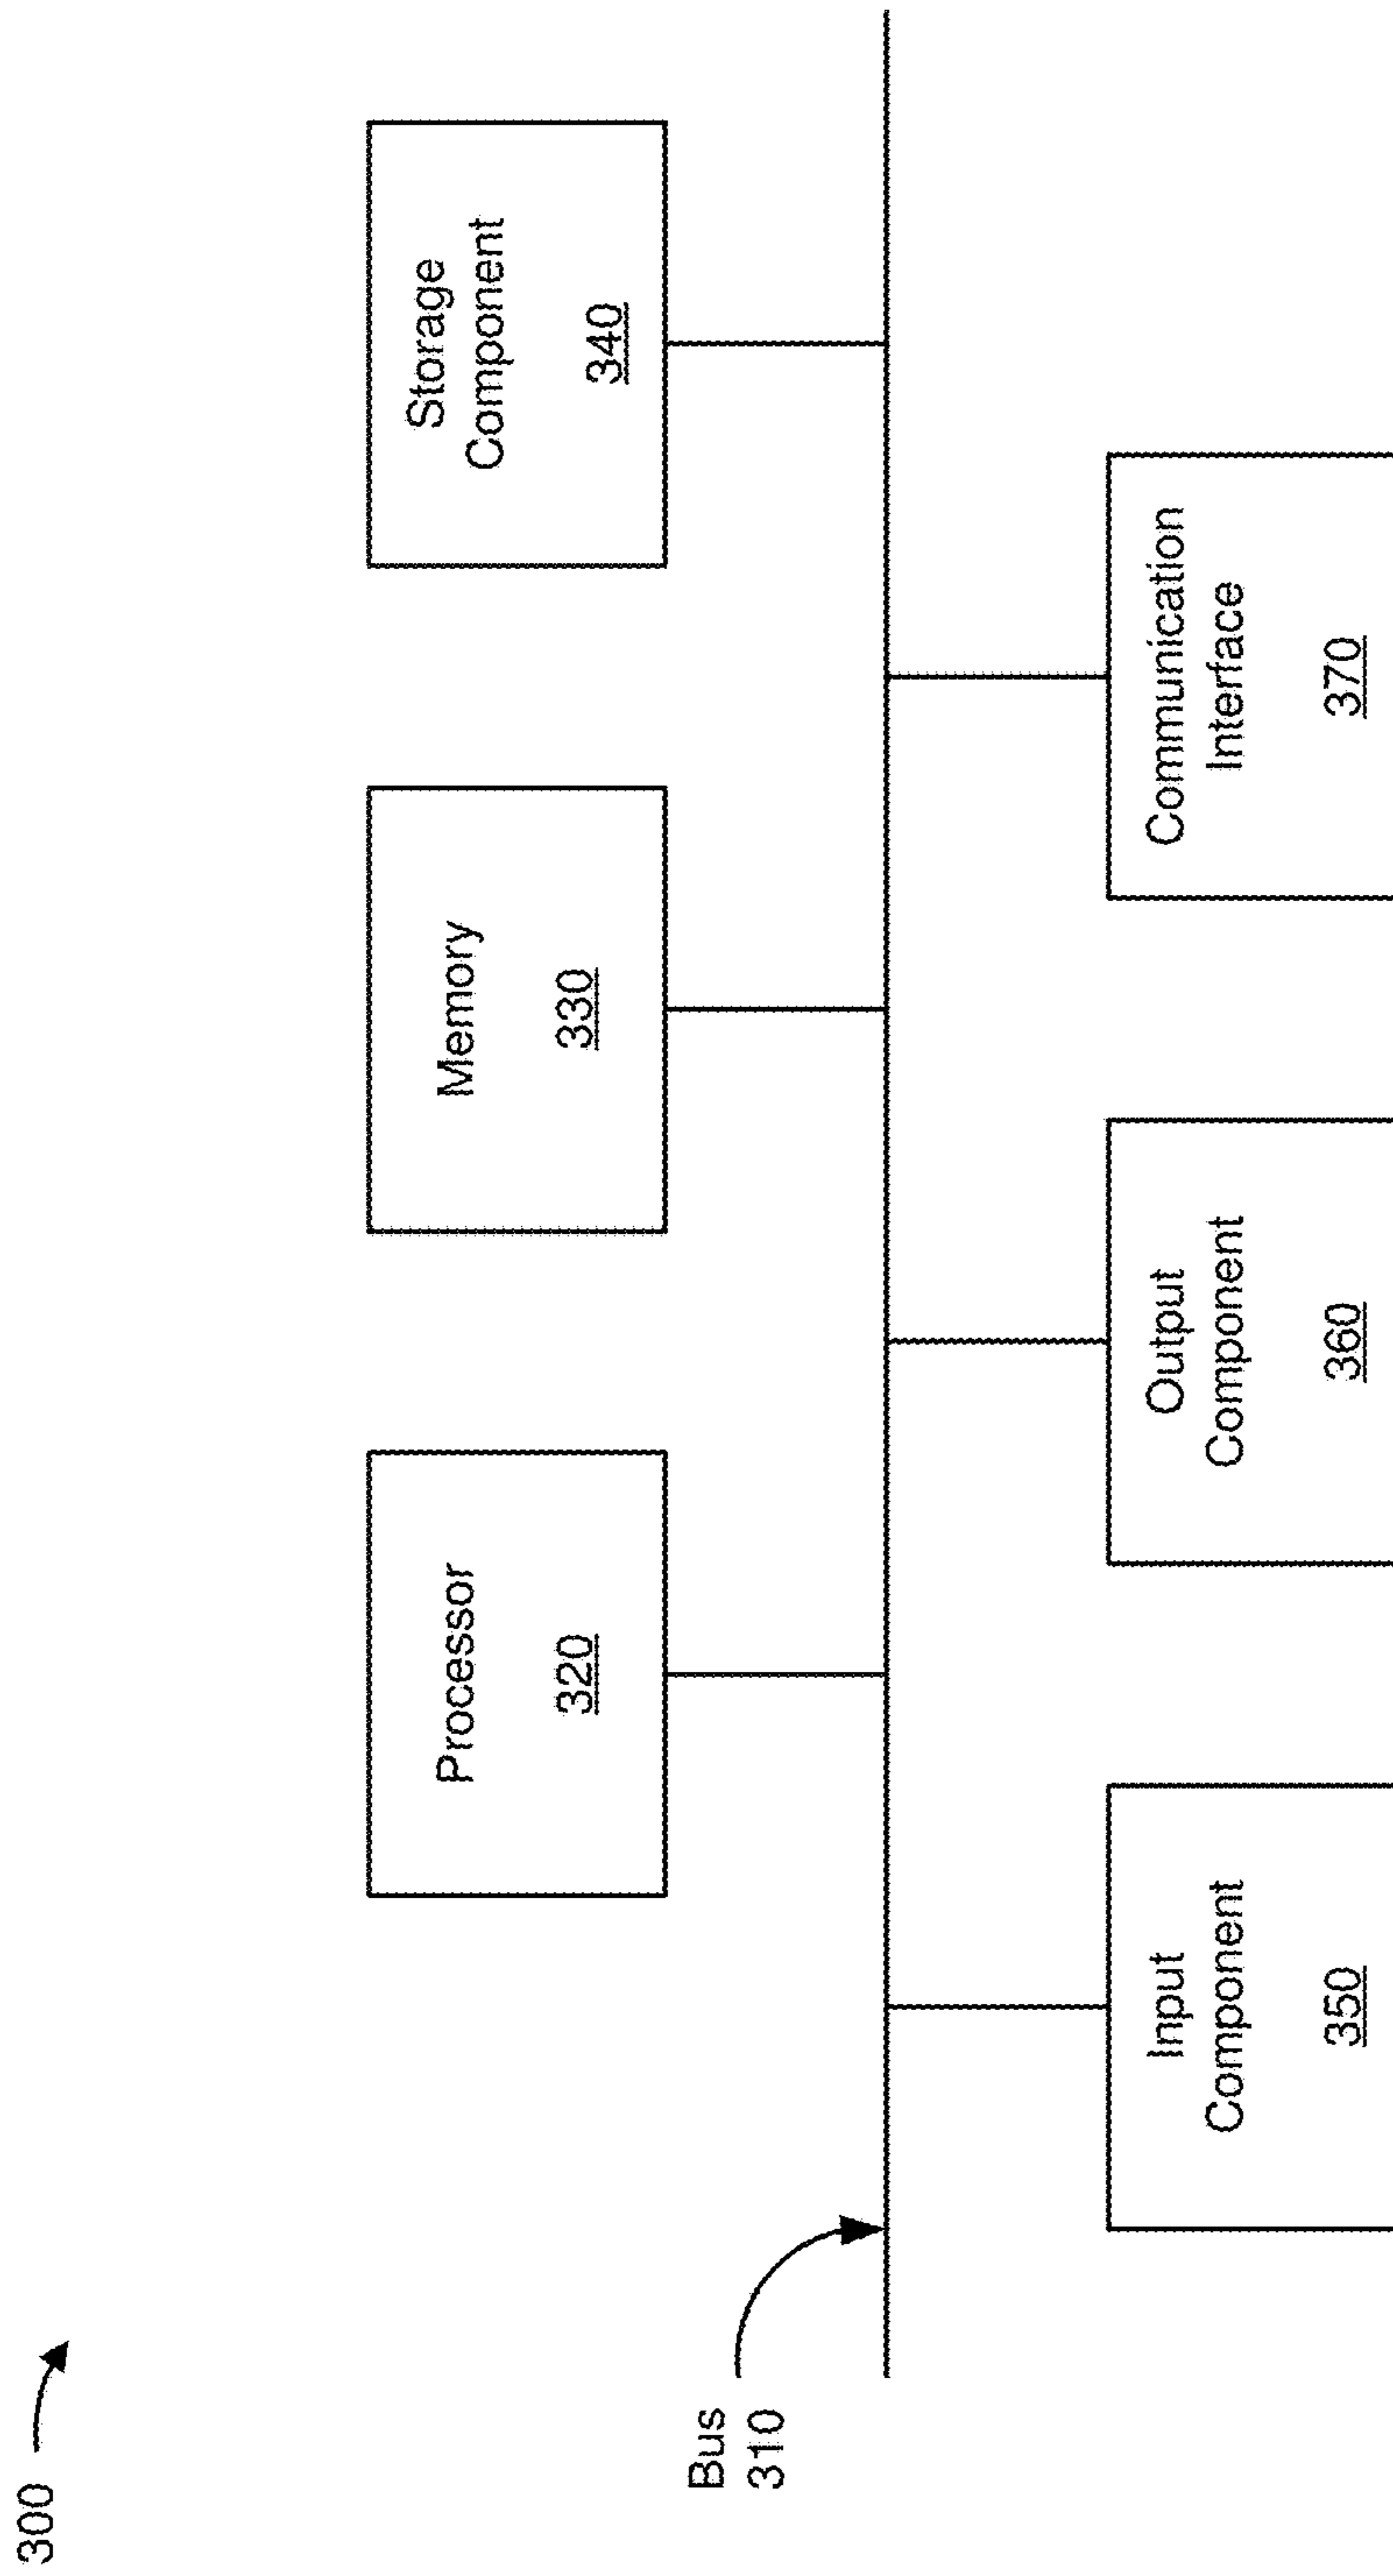 300
Processor
320
Memory
330
Storage
Component
340
Bus
310
Input
Component
350
Output
Component
360
Communication
Interface
370